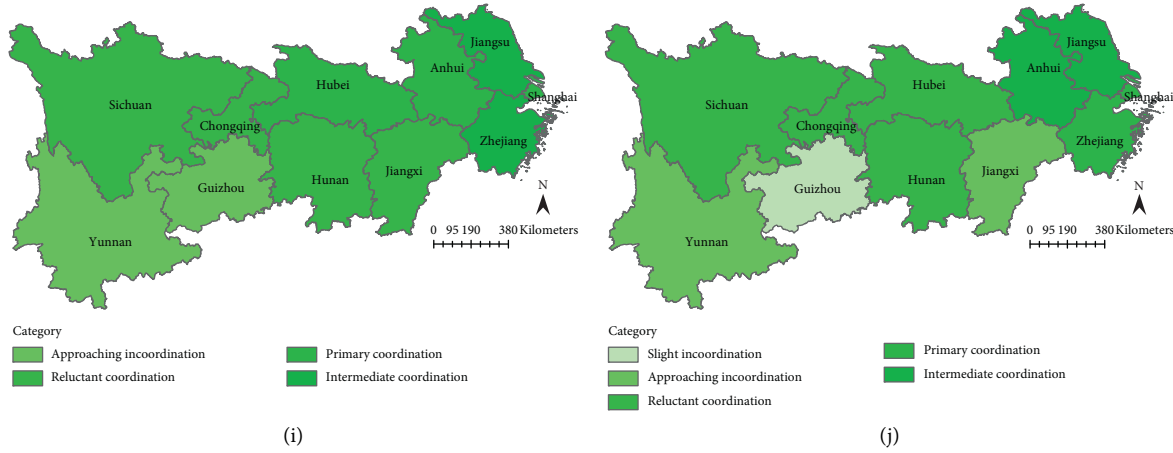 Jiangsu
Anhui
Hubei
Shanghai
Sichuan
Chongqing
Zhejiang
Guizhou
Hunan
Jiangxi
Yunnan
N
0 95 190 380 Kilometers
Category
Approaching incoordination
Reluctant coordination
Primary coordination
Intermediate coordination
(i)
Jiangsu
Anhui
Hubei
Shanghai
Sichuan
Chongqing
Zhejiang
Guizhou
Hunan
Jiangxi
Yunnan
N
0 95 190 380 Kilometers
Category
Slight incoordination
Approaching incoordination
Reluctant coordination
Primary coordination
Intermediate coordination
(j)